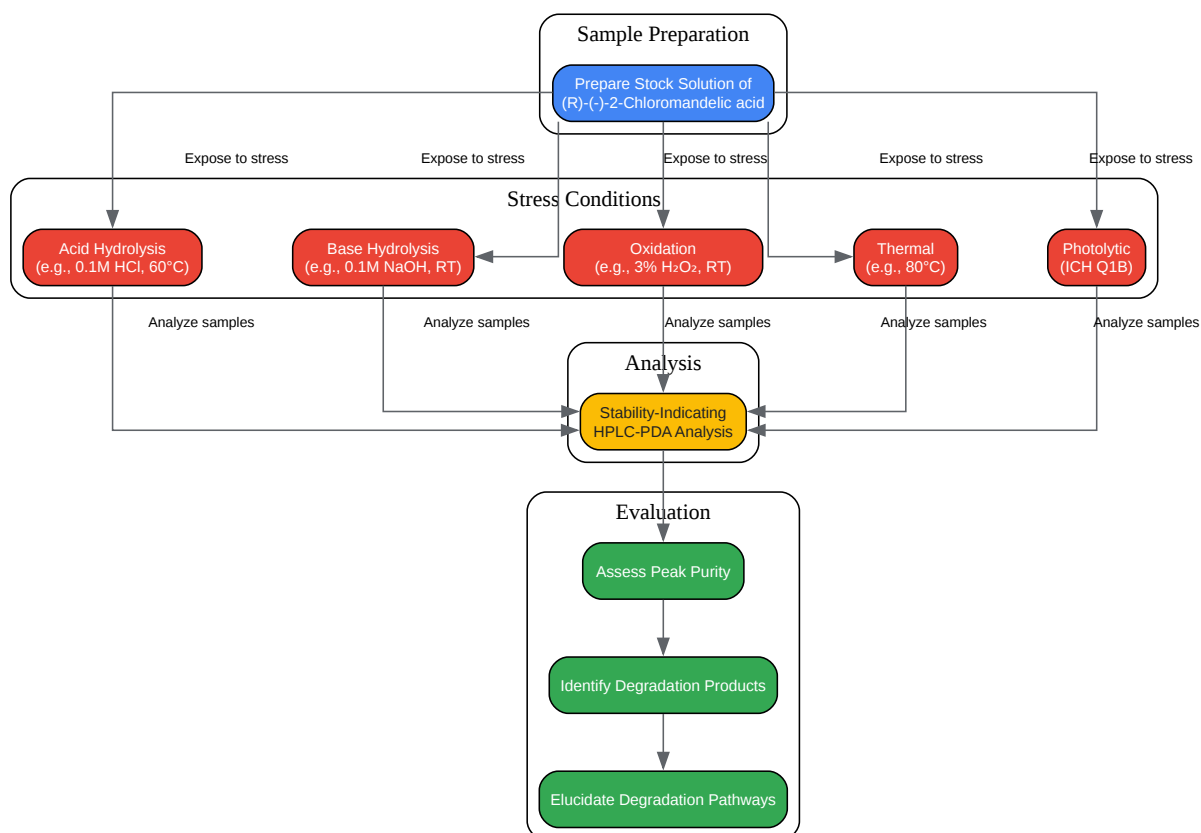 Sample Preparation
Prepare Stock Solution of
(R)-(-)-2-Chloromandelic acid
Expose to stress
Expose to stress
Expose to stress
Expose to stress
Expose to stress
Stress Conditions
Acid Hydrolysis
(e.g., 0.1M HCl, 60°C)
Base Hydrolysis
(e.g., 0.1M NaOH, RT)
Oxidation
(e.g., 3% H₂O₂, RT)
Thermal
(e.g., 80°C)
Photolytic
(ICH Q1B)
Analyze samples
Analyze samples
Analyze samples
Analyze samples
Analyze samples
Analysis
Stability-Indicating
HPLC-PDA Analysis
Evaluation
Assess Peak Purity
Identify Degradation Products
Elucidate Degradation Pathways